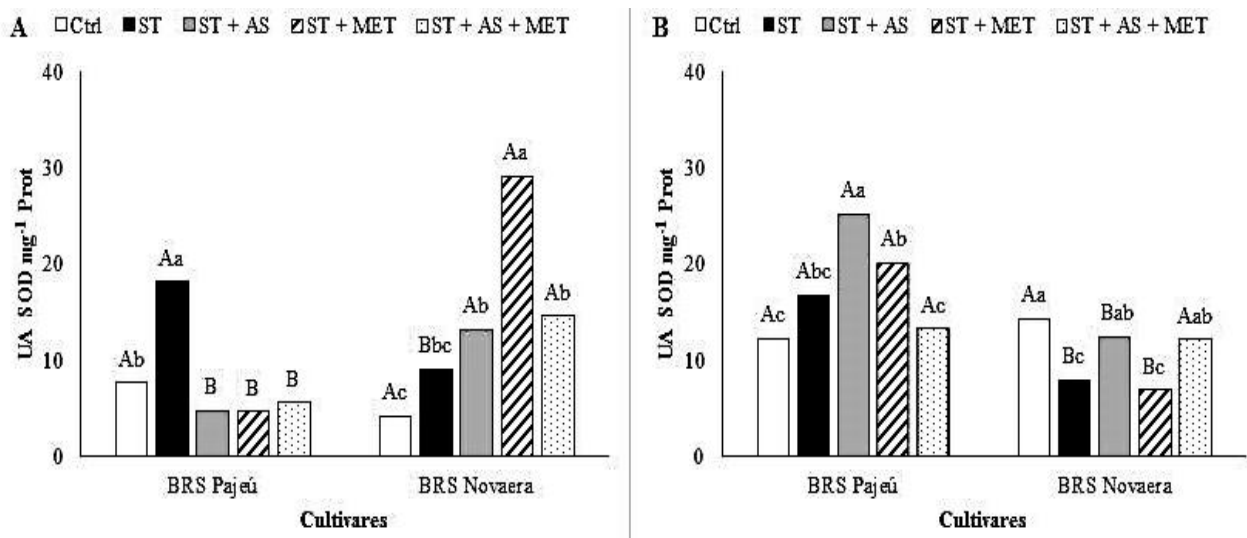 A Ctrl ST ST + AS ST + MET ST + AS + MET
40
30
20
10
0
UA SOD mg⁻¹ Prot
Ab Aa B B B
Ac Bbc Ab Aa Ab
BRS Pajeú BRS Novaera
Cultivares
B Ctrl ST ST + AS ST + MET ST + AS + MET
40
30
20
10
0
UA SOD mg⁻¹ Prot
Ac Abc Aa Ab Ac
Aa Bc Bab Bc Aab
BRS Pajeú BRS Novaera
Cultivares